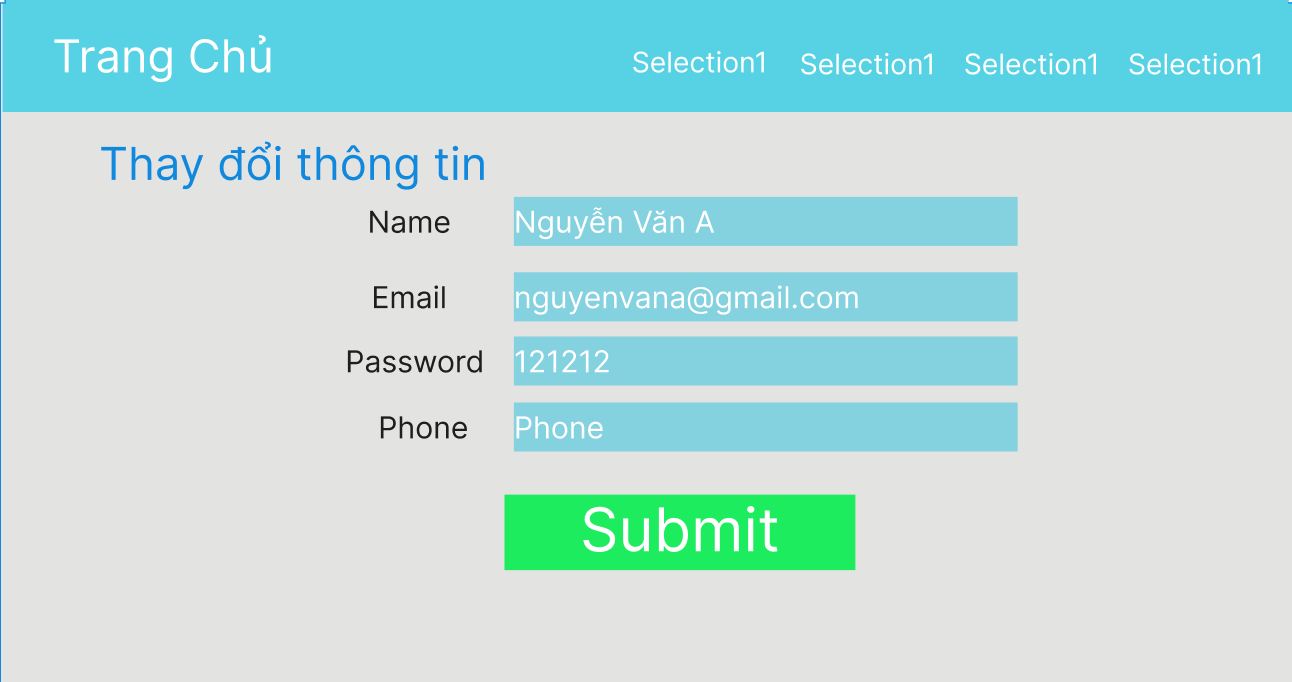 Trang Chủ
Selection1 Selection1 Selection1 Selection1
Thay đổi thông tin
Name Nguyễn Văn A
Email nguyenvana@gmail.com
Password 121212
Phone Phone
Submit